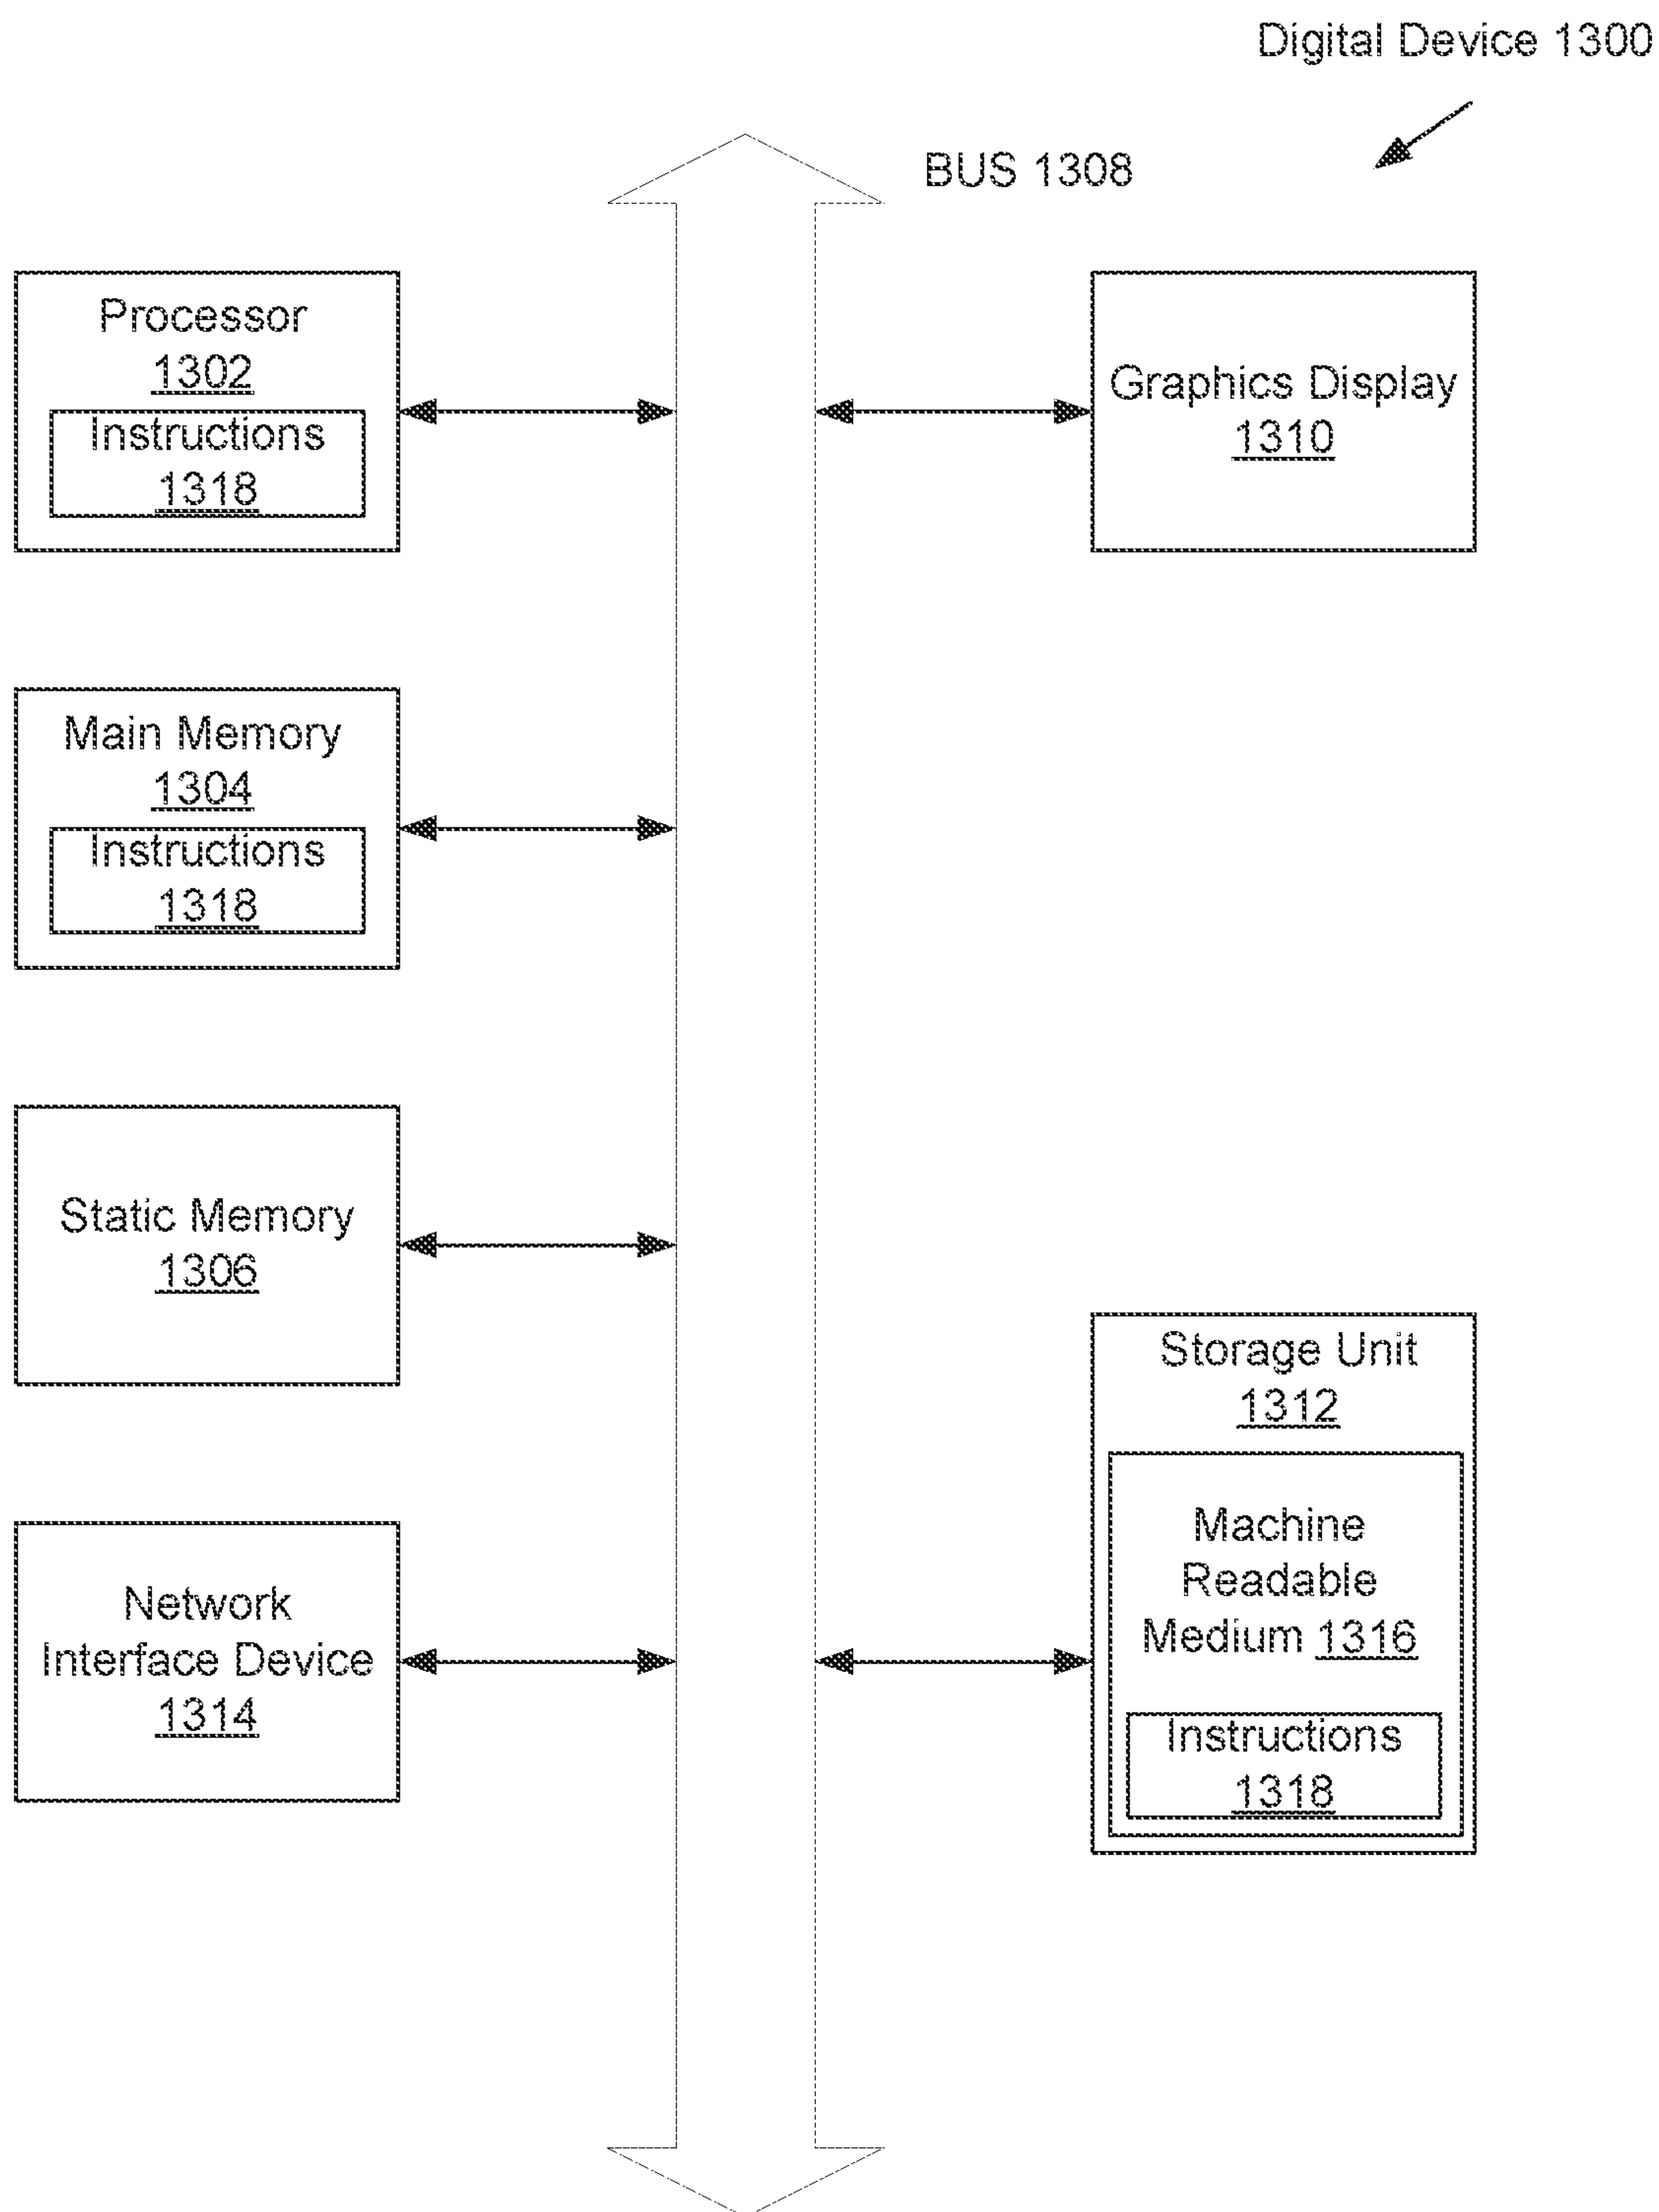 Digital Device 1300
BUS 1308
Processor
1302
Instructions
1318
Graphics Display
1310
Main Memory
1304
Instructions
1318
Static Memory
1306
Storage Unit
1312
Machine
Readable
Medium 1316
Instructions
1318
Network
Interface Device
1314